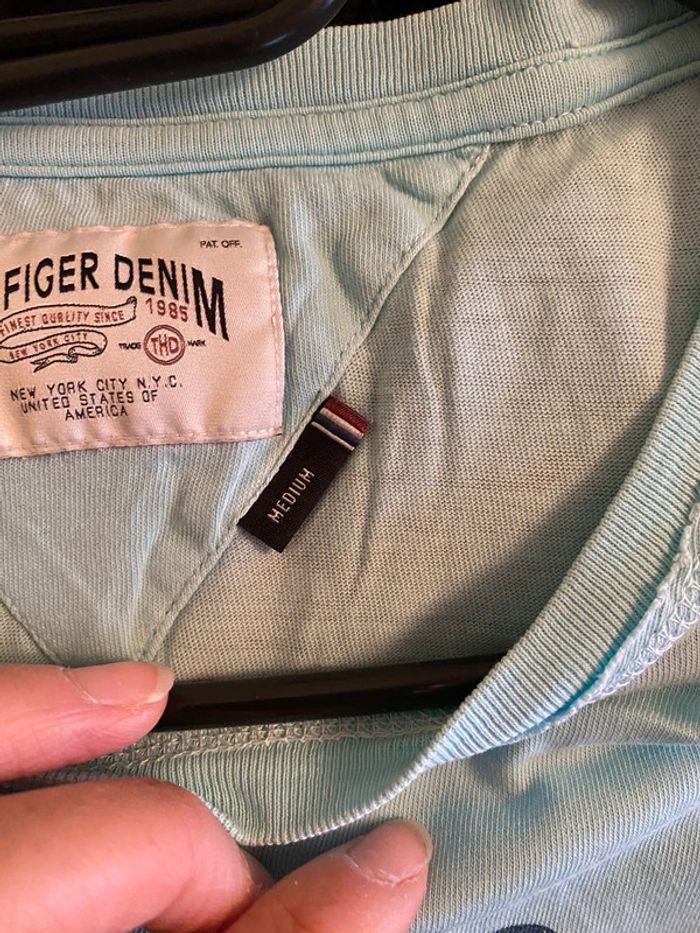 PAT. OFF.
FIGER DENIM
FINEST QUALITY SINCE 1985
NEW YORK CITY
TRADE THD MARK
NEW YORK CITY N.Y.C.
UNITED STATES OF
AMERICA
MEDIUM